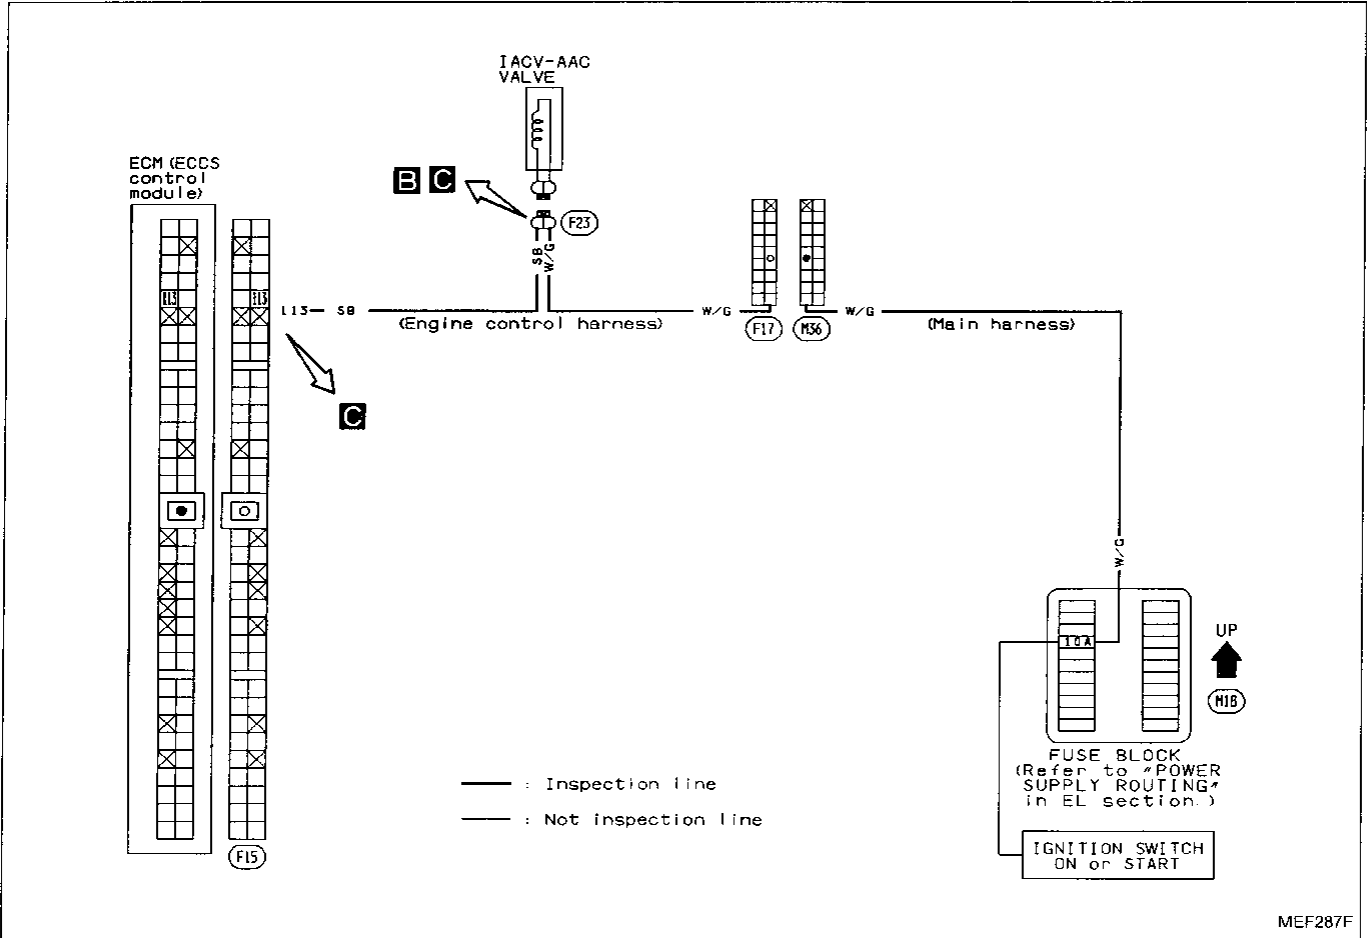 IACV-AAC
VALVE
ECM (ECCS
control
module)
B C
F23
SB
W/G
113
113
113 SB
(Engine control harness)
W/G
F17
M36
W/G
(Main harness)
C
W/G
10A
UP
M18
FUSE BLOCK
(Refer to "POWER
SUPPLY ROUTING"
in EL section.)
: Inspection line
: Not inspection line
F15
IGNITION SWITCH
ON or START
MEF287F